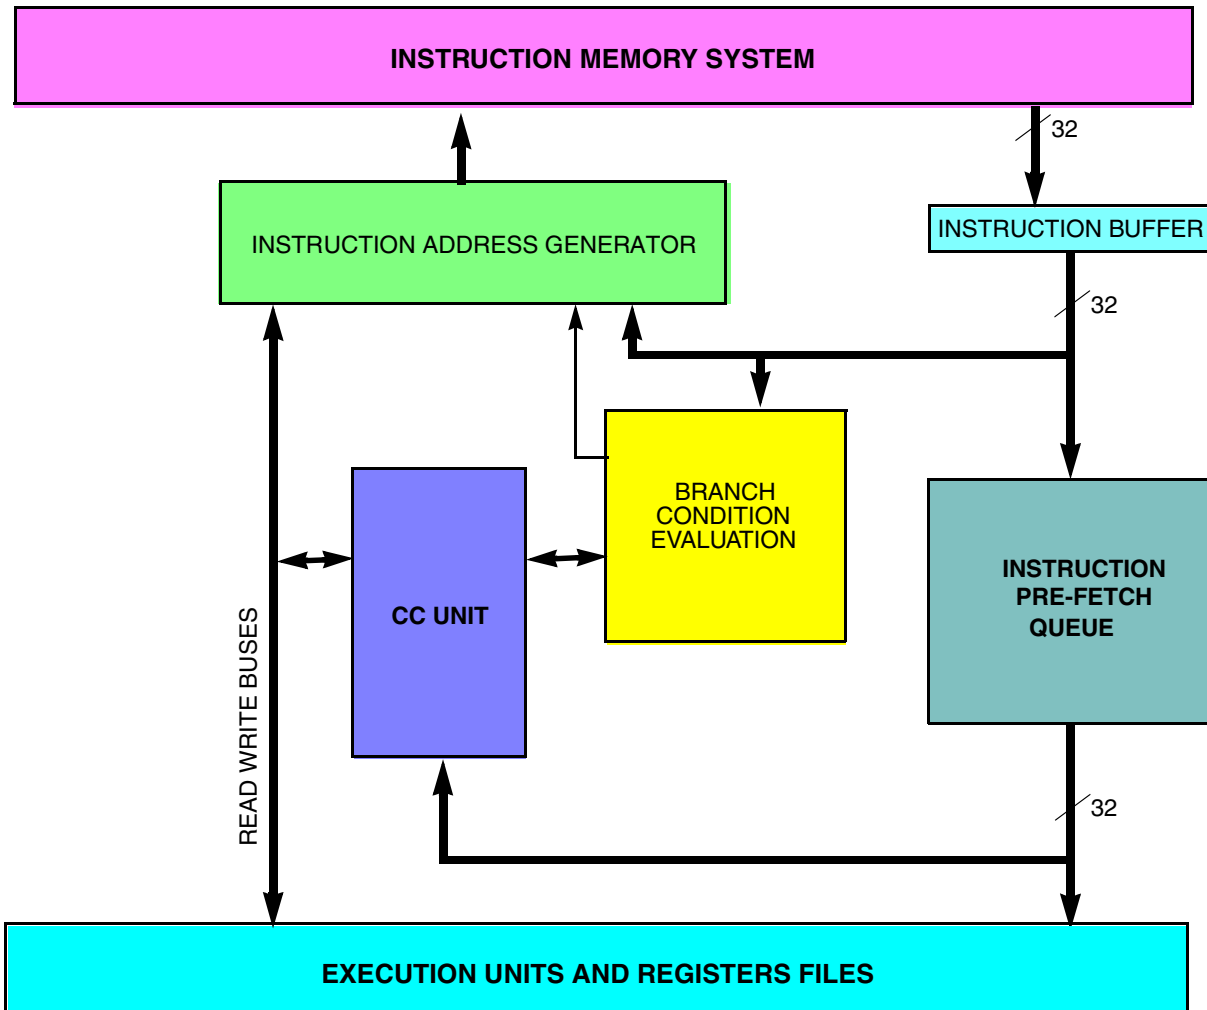 INSTRUCTION MEMORY SYSTEM
32
INSTRUCTION ADDRESS GENERATOR
INSTRUCTION BUFFER
32
BRANCH
CONDITION
EVALUATION
INSTRUCTION
PRE-FETCH
QUEUE
CC UNIT
READ WRITE BUSES
32
EXECUTION UNITS AND REGISTERS FILES